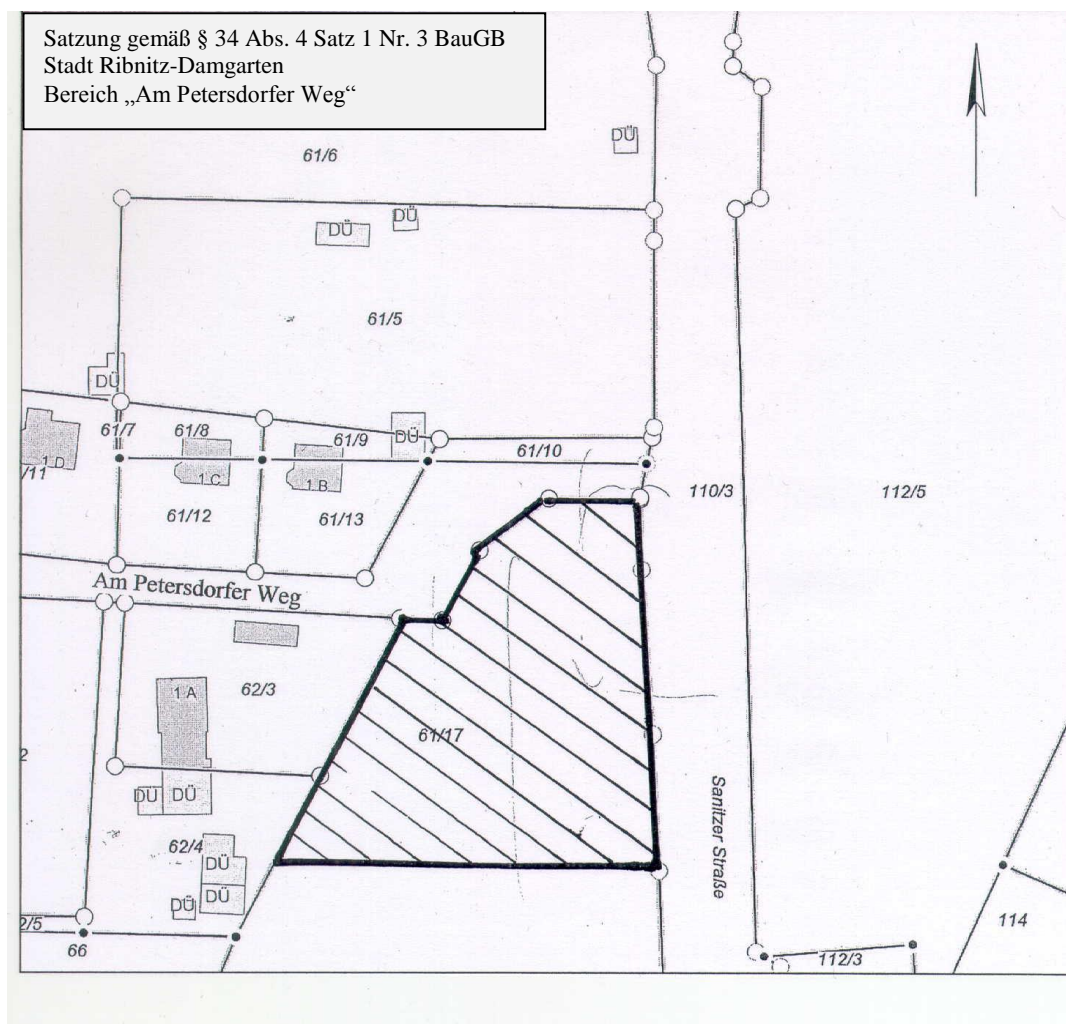 Satzung gemäß § 34 Abs. 4 Satz 1 Nr. 3 BauGB
Stadt Ribnitz-Damgarten
Bereich „Am Petersdorfer Weg“
61/6
DÜ
DÜ
DÜ
61/5
DÜ
61/7
61/8
61/9
DÜ
61/10
1 D
/11
1 C
1 B
110/3
112/5
61/12
61/13
Am Petersdorfer Weg
62/3
1 A
61/17
2
DÜ
DÜ
Sanitzer Straße
62/4
DÜ
DÜ
DÜ
2/5
66
114
112/3